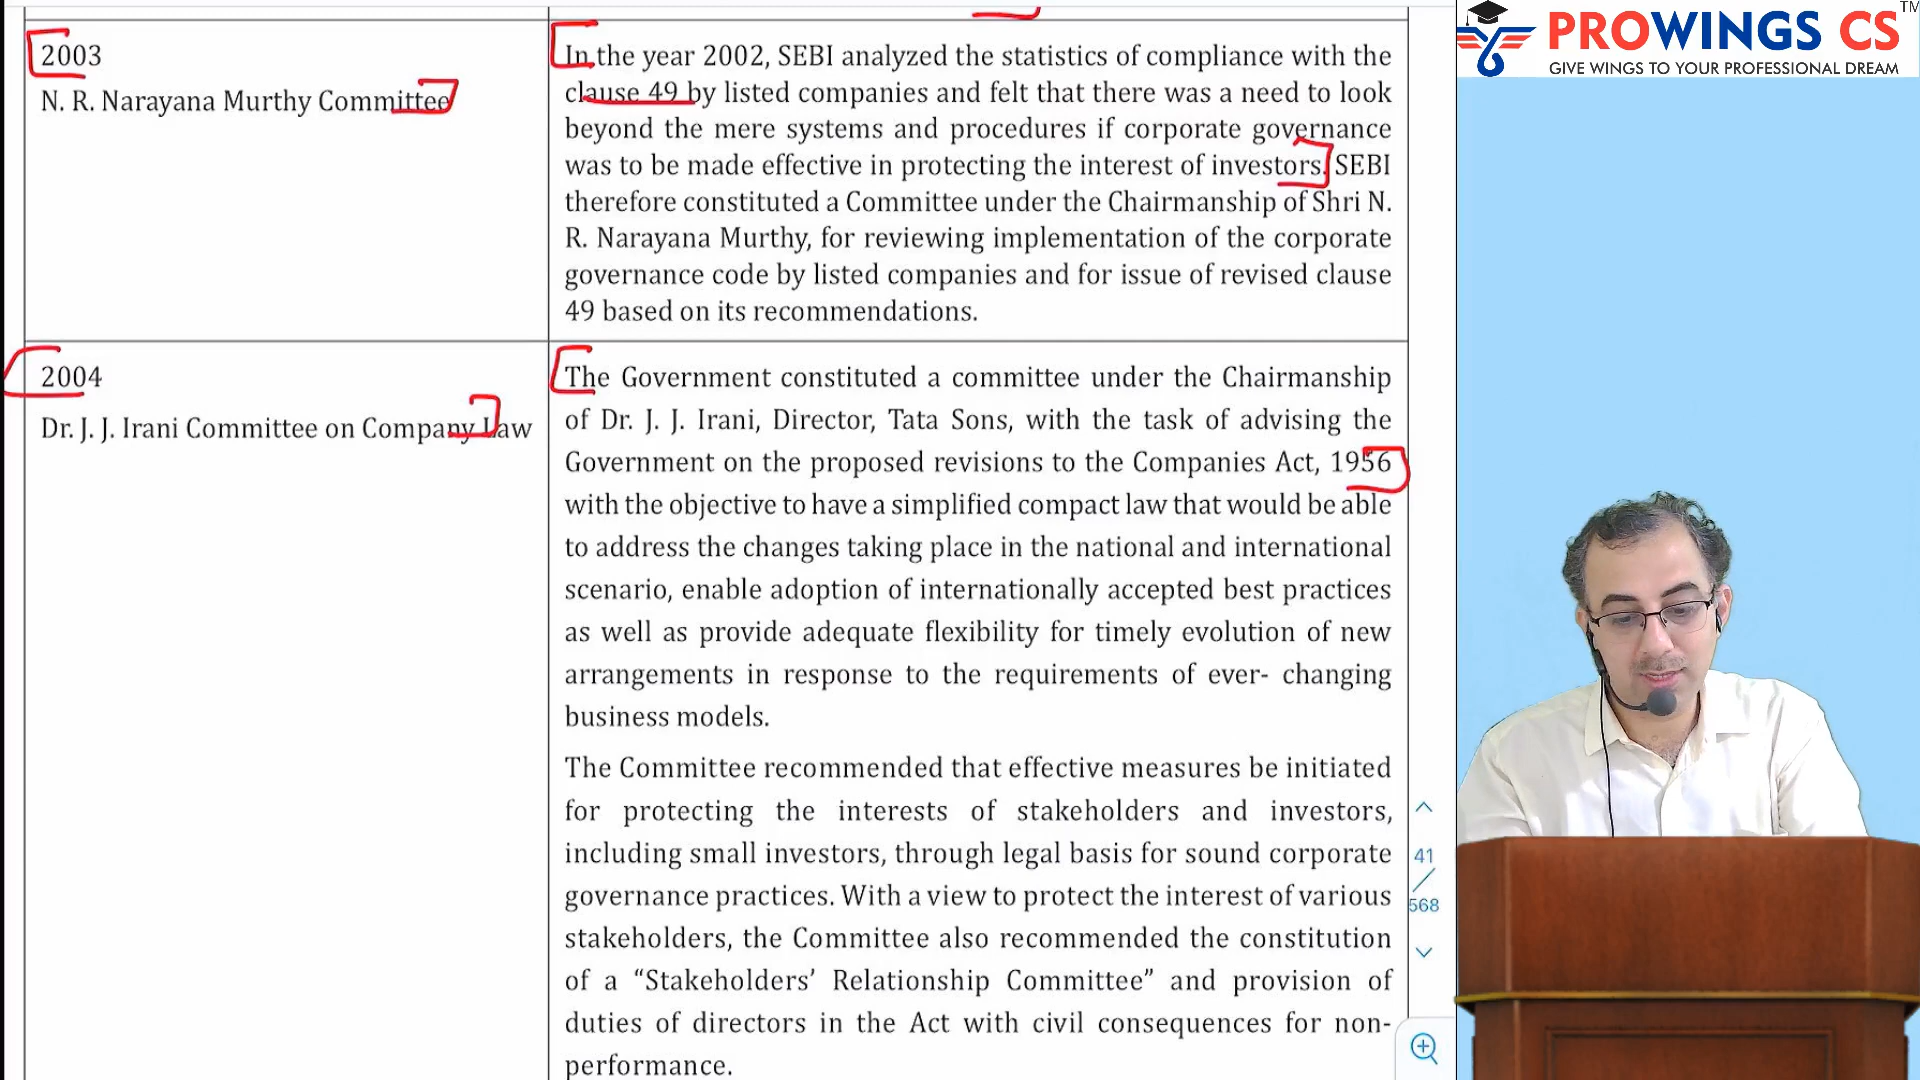 2003
N. R. Narayana Murthy Committee
In the year 2002, SEBI analyzed the statistics of compliance with the
clause 49 by listed companies and felt that there was a need to look
beyond the mere systems and procedures if corporate governance
was to be made effective in protecting the interest of investors. SEBI
therefore constituted a Committee under the Chairmanship of Shri N.
R. Narayana Murthy, for reviewing implementation of the corporate
governance code by listed companies and for issue of revised clause
49 based on its recommendations.
2004
Dr. J. J. Irani Committee on Company Law
The Government constituted a committee under the Chairmanship
of Dr. J. J. Irani, Director, Tata Sons, with the task of advising the
Government on the proposed revisions to the Companies Act, 1956
with the objective to have a simplified compact law that would be able
to address the changes taking place in the national and international
scenario, enable adoption of internationally accepted best practices
as well as provide adequate flexibility for timely evolution of new
arrangements in response to the requirements of ever- changing
business models.
The Committee recommended that effective measures be initiated
for protecting the interests of stakeholders and investors,
including small investors, through legal basis for sound corporate
governance practices. With a view to protect the interest of various
stakeholders, the Committee also recommended the constitution
of a “Stakeholders’ Relationship Committee” and provision of
duties of directors in the Act with civil consequences for non-
performance.
41
568
PROWINGS CS TM
GIVE WINGS TO YOUR PROFESSIONAL DREAM